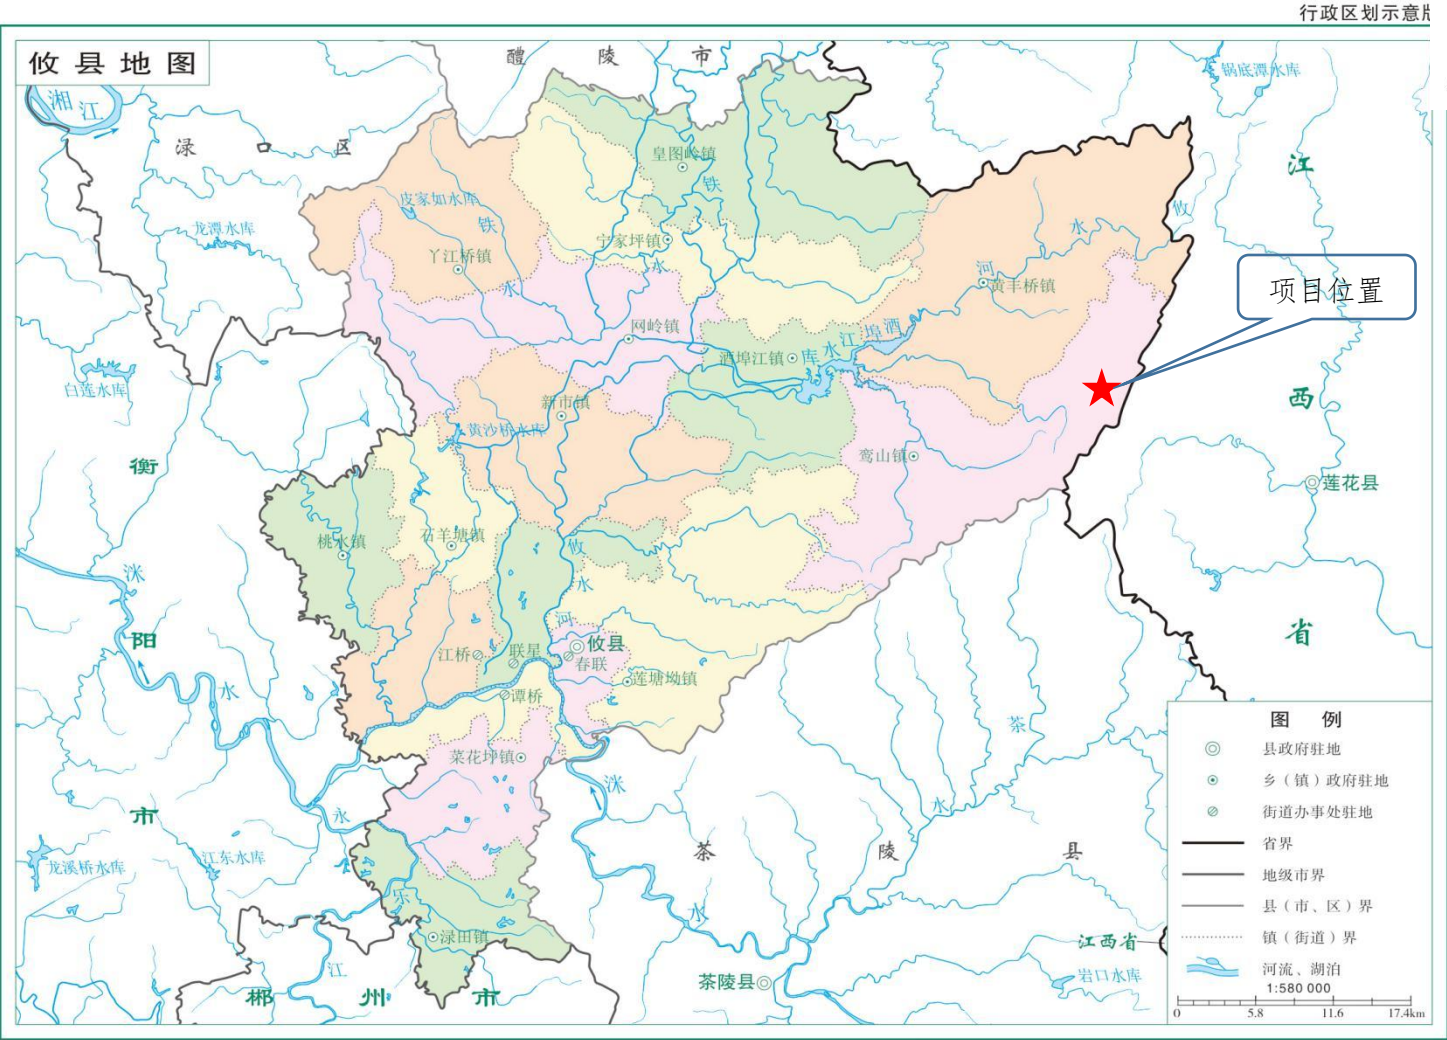 行政区划示意版
攸县地图
醴陵市
锅底潭水库
湘江
渌口区
皇图岭镇
铁
江
皮家如水库
铁
攸
水
龙潭水库
宁家坪镇
丫江桥镇
水
河
水
黄丰桥镇
项目位置
网岭镇
酒埠江镇
库水江埠酒
白莲水库
新市镇
西
黄沙桥水库
鸾山镇
衡
莲花县
桃水镇
石羊塘镇
攸
洣
水
河
省
阳
联星
攸县
江桥
春联
莲塘坳镇
水
谭桥
图例
茶
县政府驻地
菜花坪镇
乡（镇）政府驻地
洣
水
市
永
街道办事处驻地
省界
茶陵县
龙溪桥水库
江东水库
地级市界
乐
县（市、区）界
水
渌田镇
镇（街道）界
江西省
江
河流、湖泊
岩口水库
茶陵县
1:580 000
郴州市
0 5.8 11.6 17.4km